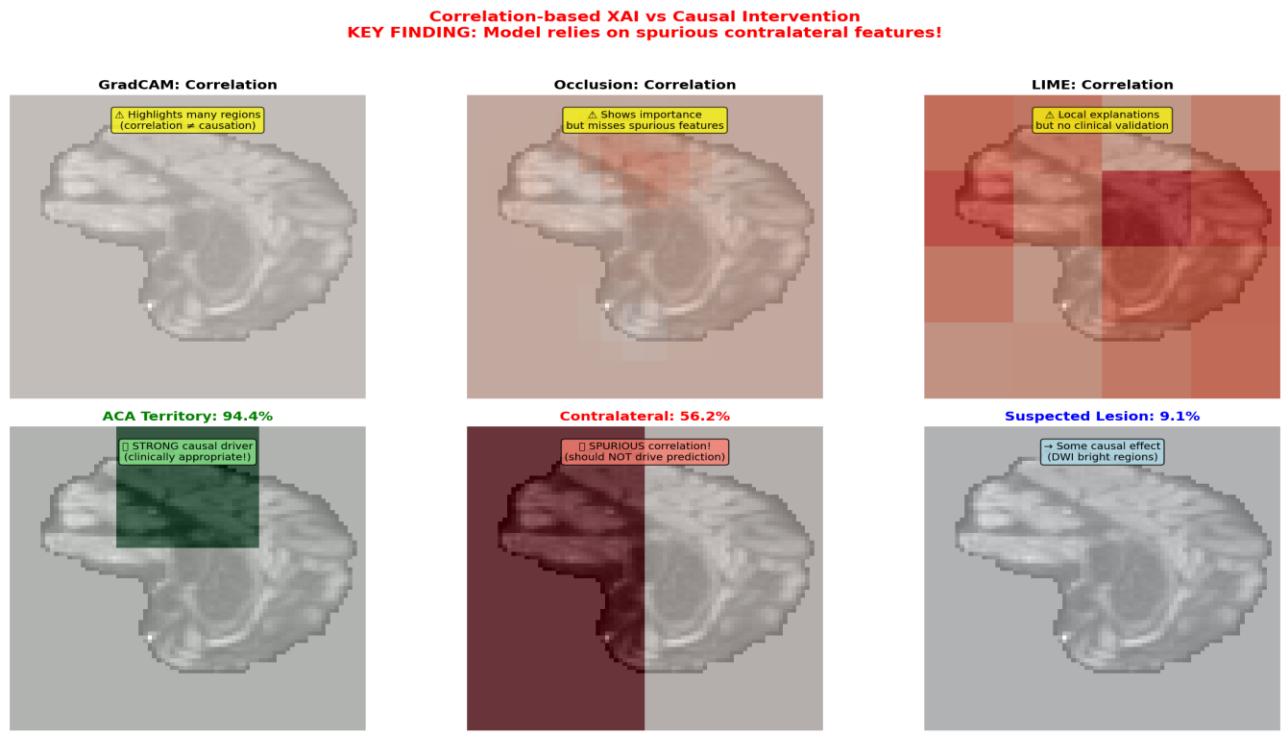 Correlation-based XAI vs Causal Intervention
KEY FINDING: Model relies on spurious contralateral features!
GradCAM: Correlation
⚠ Highlights many regions
(correlation ≠ causation)
Occlusion: Correlation
⚠ Shows importance
but misses spurious features
LIME: Correlation
⚠ Local explanations
but no clinical validation
ACA Territory: 94.4%
▯ STRONG causal driver
(clinically appropriate!)
Contralateral: 56.2%
▯ SPURIOUS correlation!
(should NOT drive prediction)
Suspected Lesion: 9.1%
→ Some causal effect
(DWI bright regions)